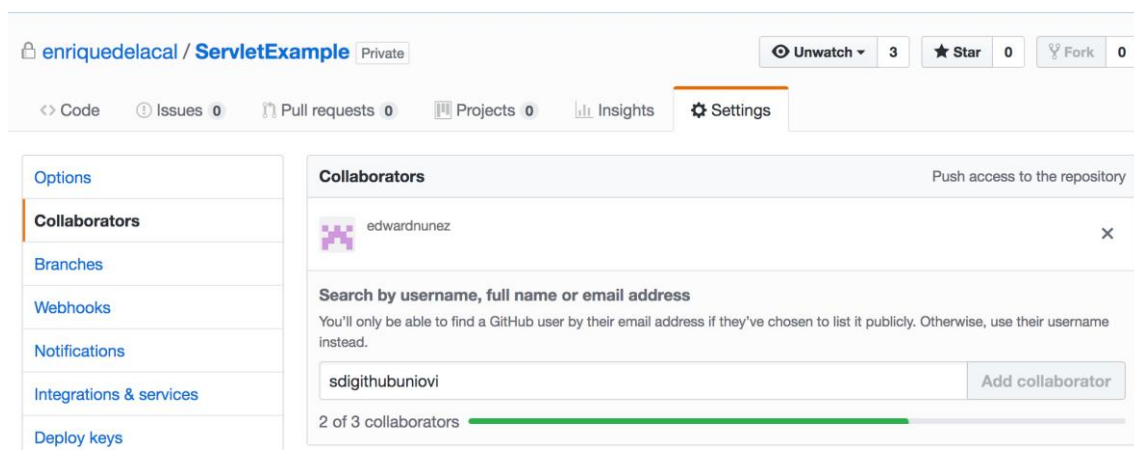 enriquedelacal / ServletExample Private
Unwatch 3 Star 0 Fork 0
<> Code Issues 0 Pull requests 0 Projects 0 Insights Settings
Options
Collaborators
Branches
Webhooks
Notifications
Integrations & services
Deploy keys
Collaborators Push access to the repository
edwardnunez
Search by username, full name or email address
You'll only be able to find a GitHub user by their email address if they've chosen to list it publicly. Otherwise, use their username
instead.
sdigithubuniovi Add collaborator
2 of 3 collaborators